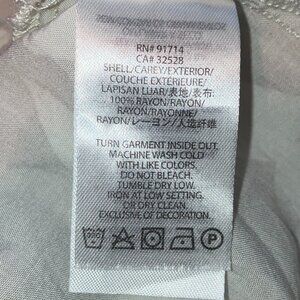 RN# 91714
CA# 32528
SHELL/CAREY/EXTERIOR/
COUCHE EXTÉRIEURE/
LAPISAN LUAR/表地/表布:
100% RAYON/RAYON/
RAYON/RAYONNE/
RAYON/レーヨン/人造纤维
TURN GARMENT INSIDE OUT.
MACHINE WASH COLD
WITH LIKE COLORS.
DO NOT BLEACH.
TUMBLE DRY LOW.
IRON AT LOW SETTING.
OR DRY CLEAN.
EXCLUSIVE OF DECORATION.
P